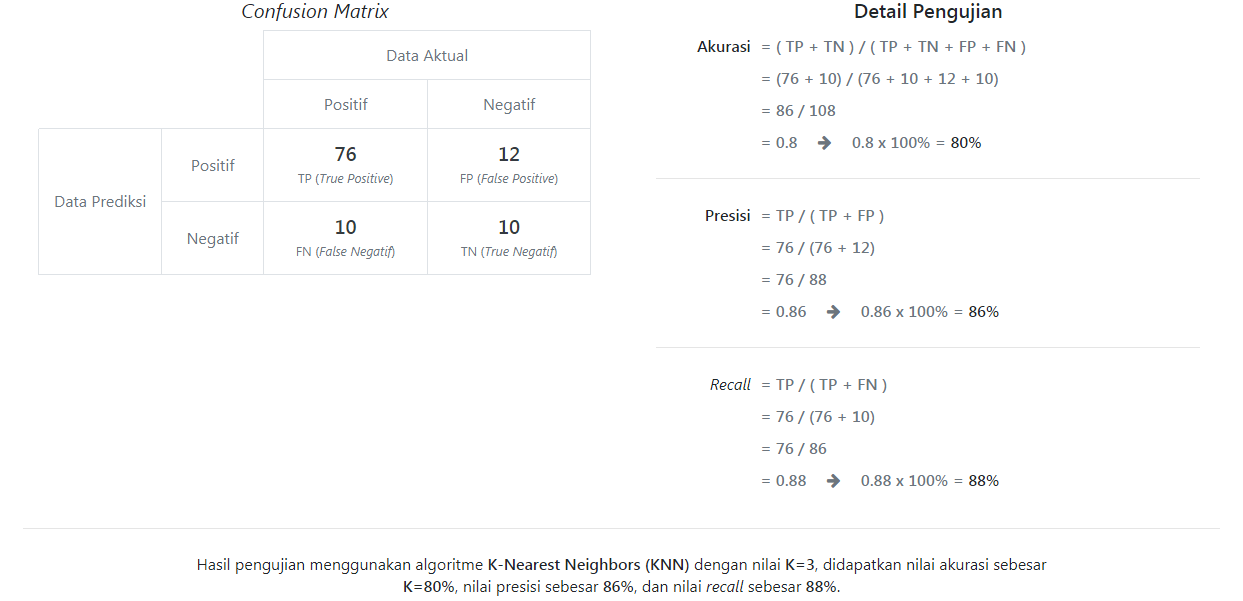 Confusion Matrix
Data Aktual
Positif Negatif
Data Prediksi
Positif
76 12
TP (True Positive) FP (False Positive)
Negatif
10 10
FN (False Negatif) TN (True Negatif)
Detail Pengujian
Akurasi = ( TP + TN ) / ( TP + TN + FP + FN )
= (76 + 10) / (76 + 10 + 12 + 10)
= 86 / 108
= 0.8 ➔ 0.8 x 100% = 80%
Presisi = TP / ( TP + FP )
= 76 / (76 + 12)
= 76 / 88
= 0.86 ➔ 0.86 x 100% = 86%
Recall = TP / ( TP + FN )
= 76 / (76 + 10)
= 76 / 86
= 0.88 ➔ 0.88 x 100% = 88%
Hasil pengujian menggunakan algoritme K-Nearest Neighbors (KNN) dengan nilai K=3, didapatkan nilai akurasi sebesar
K=80%, nilai presisi sebesar 86%, dan nilai recall sebesar 88%.